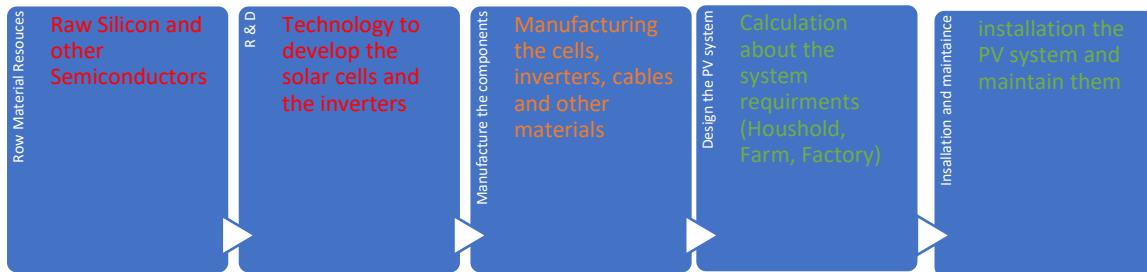 Row Material Resouces
Raw Silicon and
other
Semiconductors
R & D
Technology to
develop the
solar cells and
the inverters
Manufacture the components
Manufacturing
the cells,
inverters, cables
and other
materials
Design the PV system
Calculation
about the
system
requirments
(Houshold,
Farm, Factory)
Insallation and maintaince
installation the
PV system and
maintain them